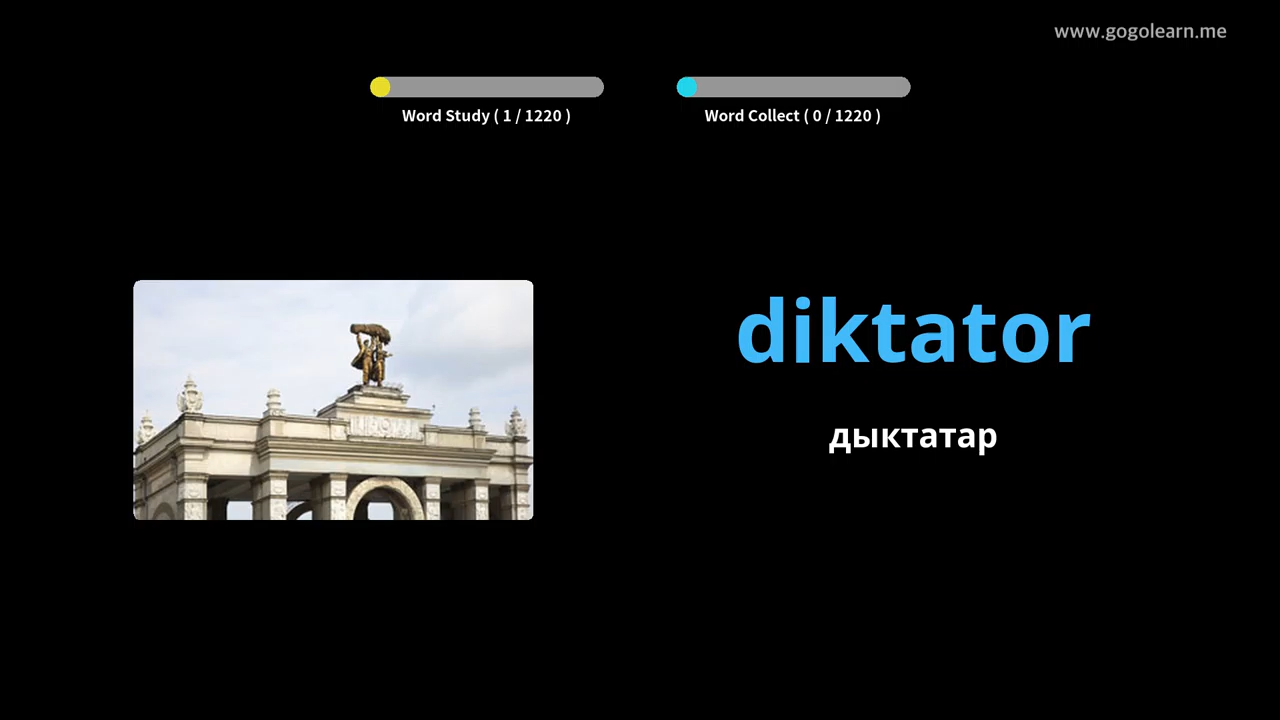 www.gogolearn.me
Word Study ( 1 / 1220 )
Word Collect ( 0 / 1220 )
diktator
дыктатар